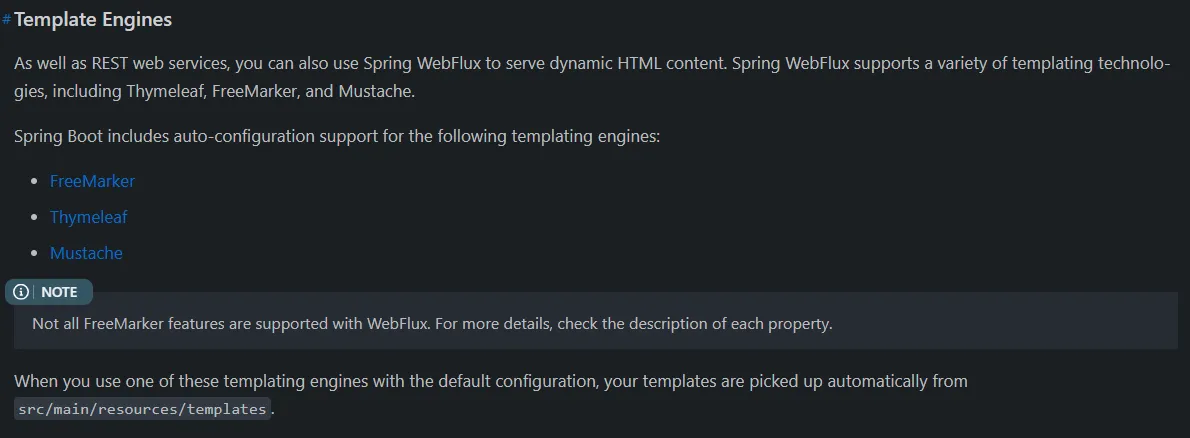 # Template Engines
As well as REST web services, you can also use Spring WebFlux to serve dynamic HTML content. Spring WebFlux supports a variety of templating technolo-
gies, including Thymeleaf, FreeMarker, and Mustache.
Spring Boot includes auto-configuration support for the following templating engines:
• FreeMarker
• Thymeleaf
• Mustache
NOTE
Not all FreeMarker features are supported with WebFlux. For more details, check the description of each property.
When you use one of these templating engines with the default configuration, your templates are picked up automatically from
src/main/resources/templates.